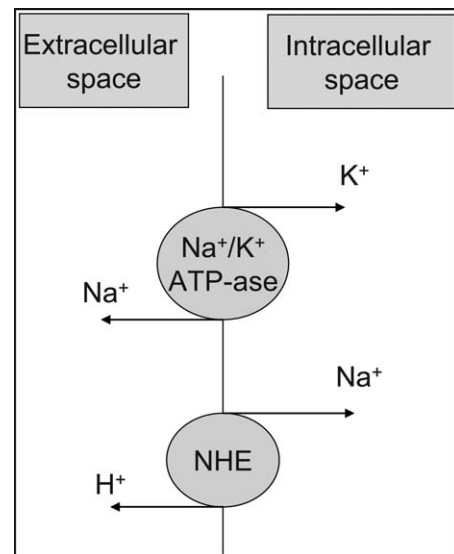 Extracellular
space
Intracellular
space
K⁺
Na⁺/K⁺
ATP-ase
Na⁺
Na⁺
NHE
H⁺